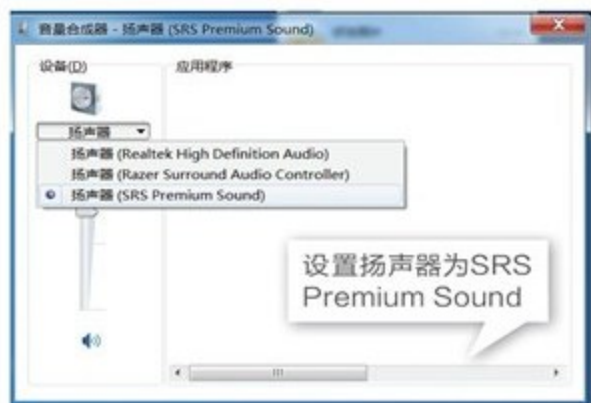 音量合成器 - 扬声器 (SRS Premium Sound)
设备(D)
应用程序
扬声器
扬声器 (Realtek High Definition Audio)
扬声器 (Razer Surround Audio Controller)
扬声器 (SRS Premium Sound)
设置扬声器为SRS
Premium Sound